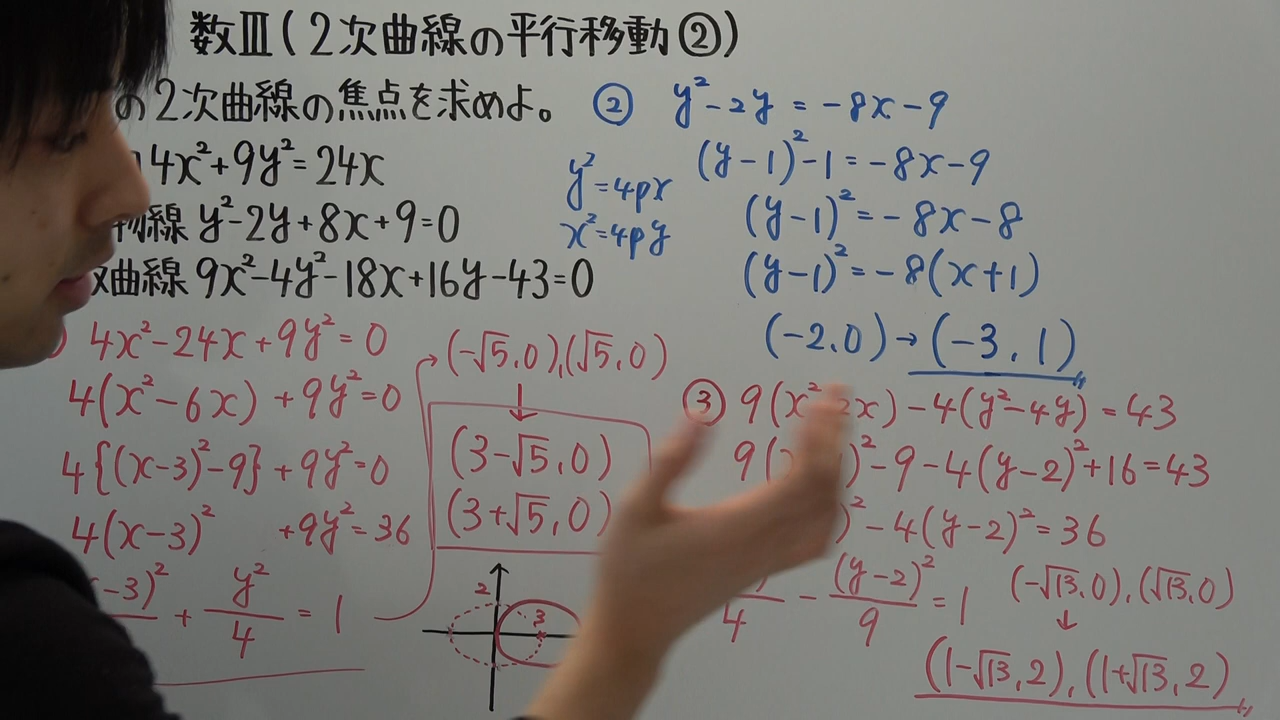 数Ⅲ(2次曲線の平行移動②)
の2次曲線の焦点を求めよ。
4x²+9y²=24x
線 y²-2y+8x+9=0
曲線 9x²-4y²-18x+16y-43=0
4x²-24x+9y²=0
4(x²-6x)+9y²=0
4{(x-3)²-9}+9y²=0
4(x-3)² +9y²=36
-3)² + y²/4 = 1
(-√5,0),(√5,0)
↓
(3-√5,0)
(3+√5,0)
2
3
② y²-2y=-8x-9
(y-1)²-1=-8x-9
y²=4px
x²=4py
(y-1)²=-8x-8
(y-1)²=-8(x+1)
(-2,0)→(-3,1)
③ 9(x²-2x)-4(y²-4y)=43
9( )²-9-4(y-2)²+16=43
)²-4(y-2)²=36
/4 - (y-2)²/9 = 1
(-√13,0),(√13,0)
↓
(1-√13,2),(1+√13,2)